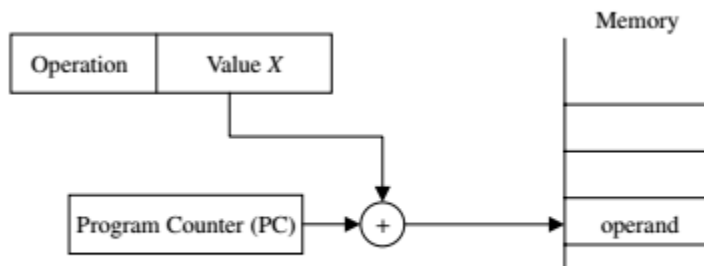 Memory
Operation
Value X
Program Counter (PC)
+
operand